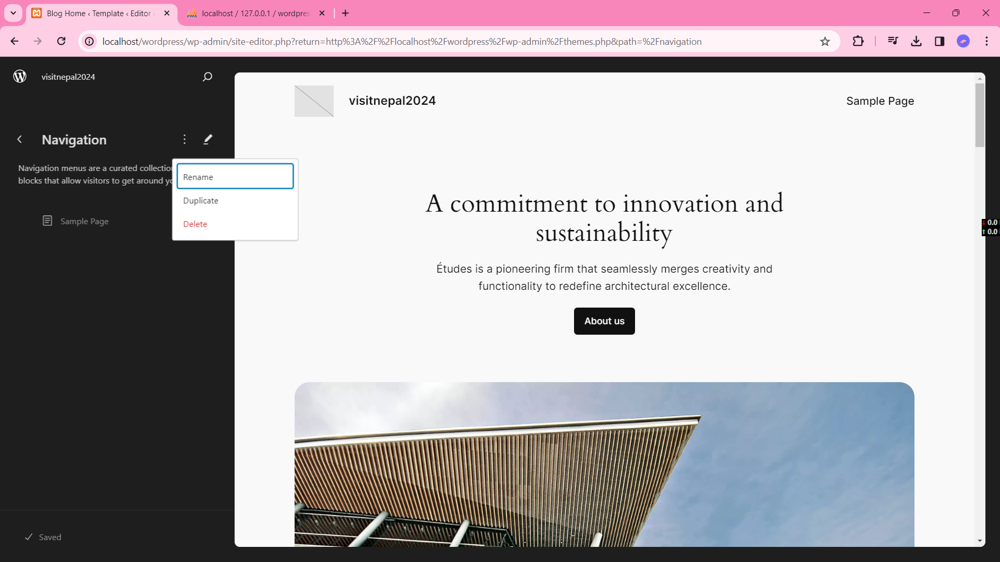 Blog Home ‹ Template ‹ Editor ‹
localhost / 127.0.0.1 / wordpres
localhost/wordpress/wp-admin/site-editor.php?return=http%3A%2F%2Flocalhost%2Fwordpress%2Fwp-admin%2Fthemes.php&path=%2Fnavigation
visitnepal2024
Navigation
Navigation menus are a curated collection
blocks that allow visitors to get around yo
Sample Page
Rename
Duplicate
Delete
Saved
visitnepal2024
Sample Page
A commitment to innovation and
sustainability
Études is a pioneering firm that seamlessly merges creativity and
functionality to redefine architectural excellence.
About us
0.0
0.0